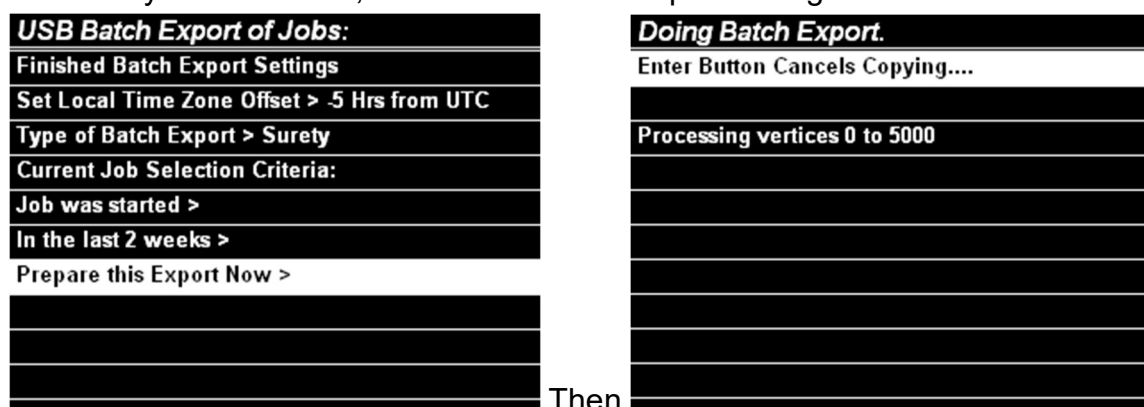 USB Batch Export of Jobs:
Finished Batch Export Settings
Set Local Time Zone Offset > -5 Hrs from UTC
Type of Batch Export > Surety
Current Job Selection Criteria:
Job was started >
In the last 2 weeks >
Prepare this Export Now >
Then
Doing Batch Export.
Enter Button Cancels Copying....
Processing vertices 0 to 5000